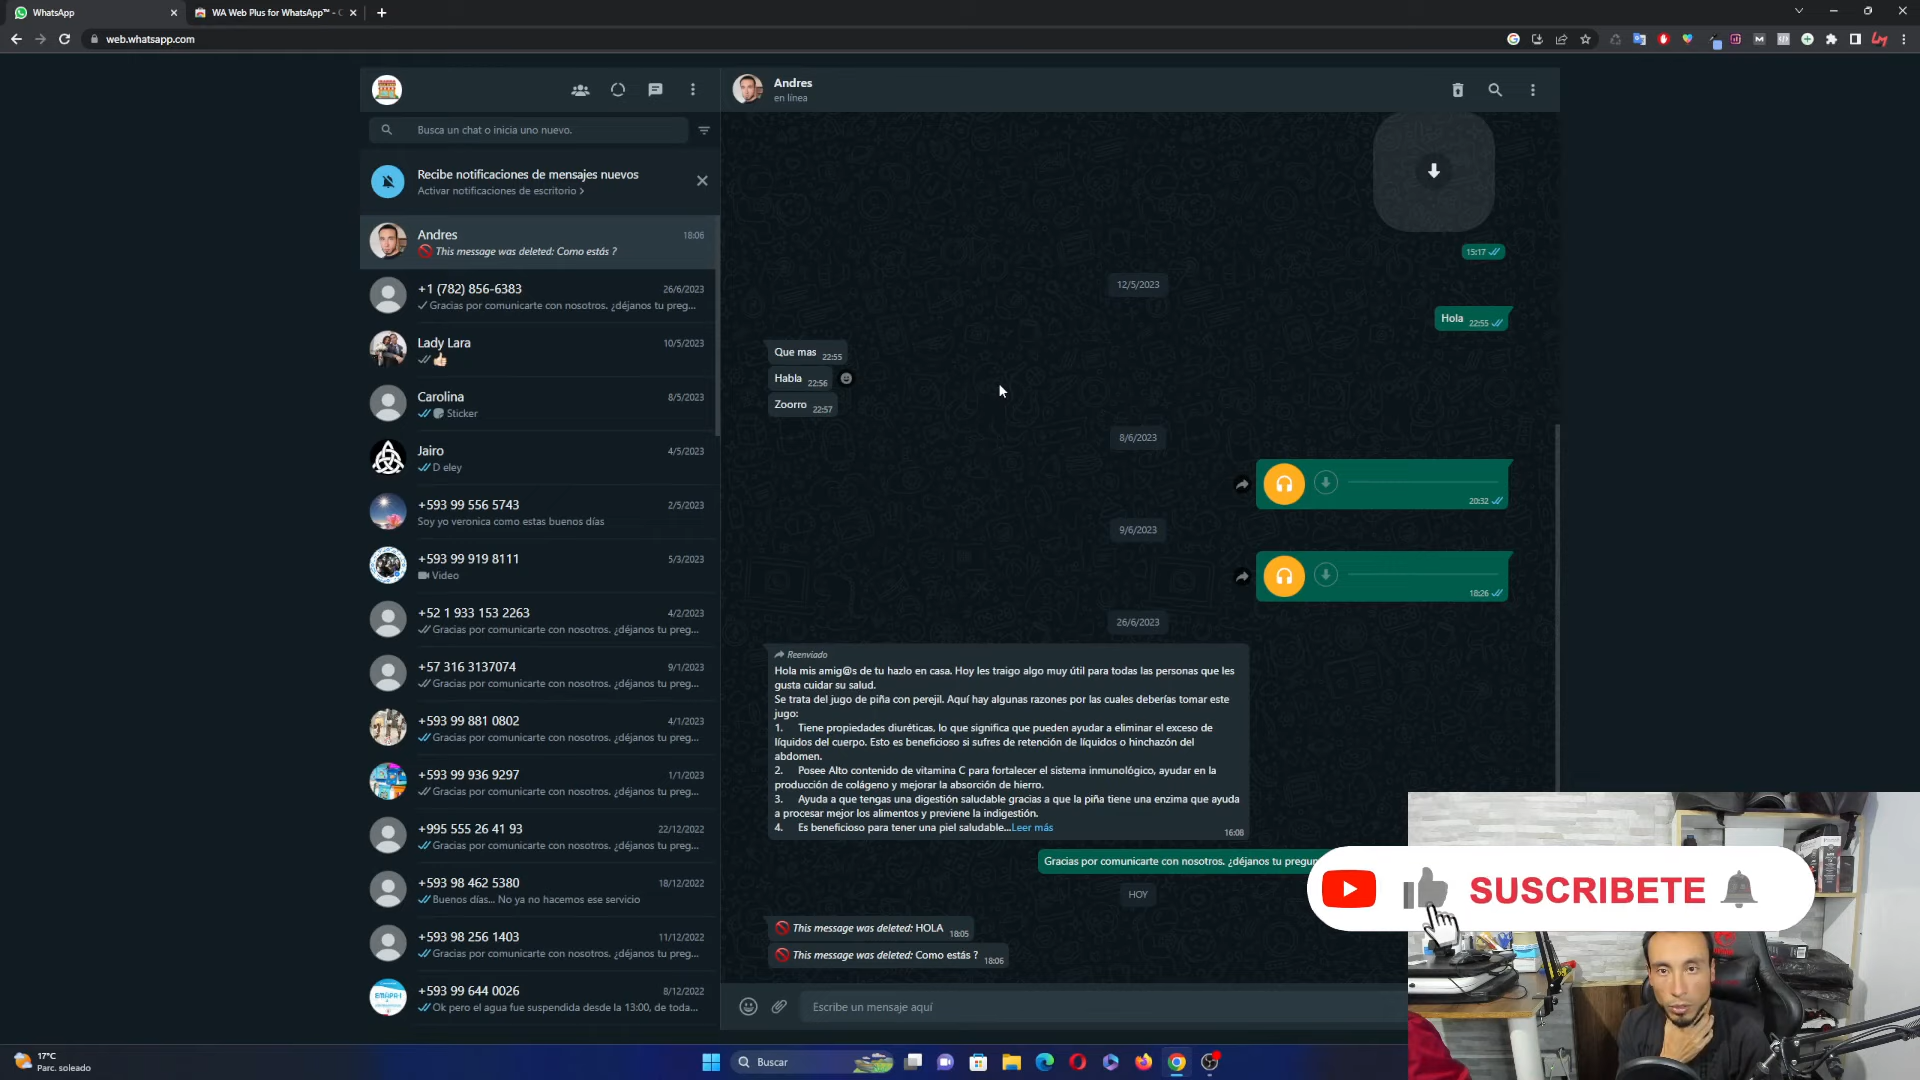 WhatsApp
WA Web Plus for WhatsApp™ - C
web.whatsapp.com
Busca un chat o inicia uno nuevo.
Recibe notificaciones de mensajes nuevos
Activar notificaciones de escritorio >
Andres 18:06
This message was deleted: Como estás ?
+1 (782) 856-6383 26/6/2023
Gracias por comunicarte con nosotros. ¿déjanos tu preg...
Lady Lara 10/5/2023
Carolina 8/5/2023
Sticker
Jairo 4/5/2023
D eley
+593 99 556 5743 2/5/2023
Soy yo veronica como estas buenos días
+593 99 919 8111 5/3/2023
Video
+52 1 933 153 2263 4/2/2023
Gracias por comunicarte con nosotros. ¿déjanos tu preg...
+57 316 3137074 9/1/2023
Gracias por comunicarte con nosotros. ¿déjanos tu preg...
+593 99 881 0802 4/1/2023
Gracias por comunicarte con nosotros. ¿déjanos tu preg...
+593 99 936 9297 1/1/2023
Gracias por comunicarte con nosotros. ¿déjanos tu preg...
+995 555 26 41 93 22/12/2022
Gracias por comunicarte con nosotros. ¿déjanos tu preg...
+593 98 462 5380 18/12/2022
Buenos días... No ya no hacemos ese servicio
+593 98 256 1403 11/12/2022
Gracias por comunicarte con nosotros. ¿déjanos tu preg...
EMAPA-I
+593 99 644 0026 8/12/2022
Ok pero el agua fue suspendida desde la 13:00, de toda...
Andres
en línea
15:17
12/5/2023
Hola 22:55
Que mas 22:55
Habla 22:56
Zoorro 22:57
8/6/2023
20:32
9/6/2023
18:26
26/6/2023
Reenviado
Hola mis amig@s de tu hazlo en casa. Hoy les traigo algo muy útil para todas las personas que les
gusta cuidar su salud.
Se trata del jugo de piña con perejil. Aquí hay algunas razones por las cuales deberías tomar este
jugo:
1. Tiene propiedades diuréticas, lo que significa que pueden ayudar a eliminar el exceso de
líquidos del cuerpo. Esto es beneficioso si sufres de retención de líquidos o hinchazón del
abdomen.
2. Posee Alto contenido de vitamina C para fortalecer el sistema inmunológico, ayudar en la
producción de colágeno y mejorar la absorción de hierro.
3. Ayuda a que tengas una digestión saludable gracias a que la piña tiene una enzima que ayuda
a procesar mejor los alimentos y previene la indigestión.
4. Es beneficioso para tener una piel saludable...Leer más 16:08
Gracias por comunicarte con nosotros. ¿déjanos tu pregun
HOY
This message was deleted: HOLA 18:05
This message was deleted: Como estás ? 18:06
Escribe un mensaje aquí
SUSCRIBETE
17°C
Parc. soleado
Buscar